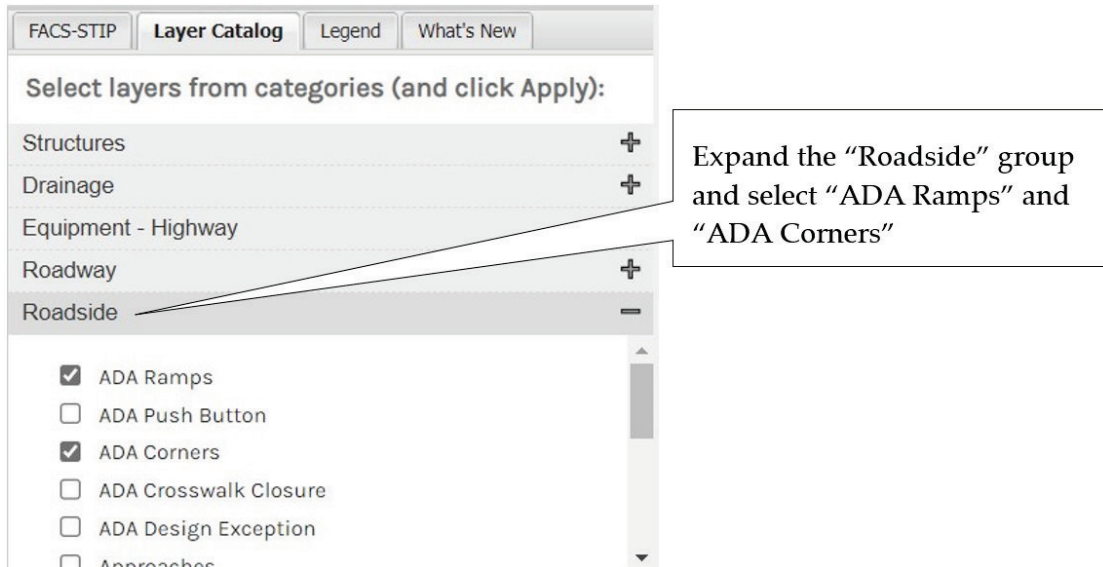 FACS-STIP Layer Catalog Legend What's New
Select layers from categories (and click Apply):
Structures
Drainage
Equipment - Highway
Roadway
Roadside
ADA Ramps
ADA Push Button
ADA Corners
ADA Crosswalk Closure
ADA Design Exception
Approaches
Expand the “Roadside” group
and select “ADA Ramps” and
“ADA Corners”